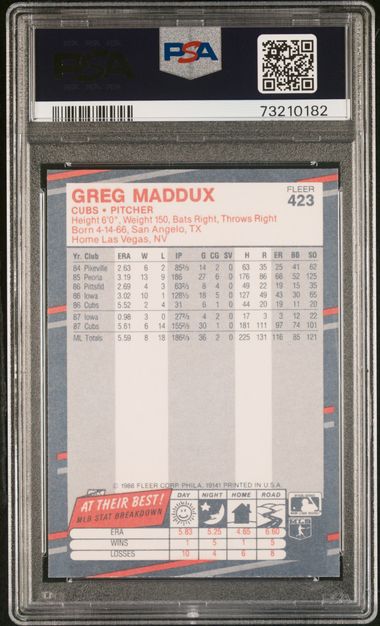 PSA
PSA
73210182
GREG MADDUX
FLEER
423
CUBS • PITCHER
Height 6'0", Weight 150, Bats Right, Throws Right
Born 4-14-66, San Angelo, TX
Home Las Vegas, NV
Yr. Club ERA W L IP G CG SV H R ER BB SO
84 Pikeville 2.63 6 2 85⅔ 14 2 0 63 35 25 41 62
85 Peoria 3.19 13 9 186 27 6 0 176 86 66 52 125
86 Pittsfld 2.69 4 3 63⅔ 8 4 0 49 22 19 15 35
86 Iowa 3.02 10 1 128⅓ 18 5 0 127 49 43 30 65
86 Cubs 5.52 2 4 31 6 1 0 44 20 19 11 20
87 Iowa 0.98 3 0 27⅔ 4 2 0 17 3 3 12 22
87 Cubs 5.61 6 14 155⅔ 30 1 0 181 111 97 74 101
ML Totals 5.59 8 18 186⅔ 36 2 0 225 131 116 85 121
© 1988 FLEER CORP. PHILA. 19141 PRINTED IN U.S.A.
AT THEIR BEST!
MLB STAT BREAKDOWN
DAY NIGHT HOME ROAD
ERA 5.83 5.25 4.65 6.60
WINS 1 5 1 5
LOSSES 10 4 6 8